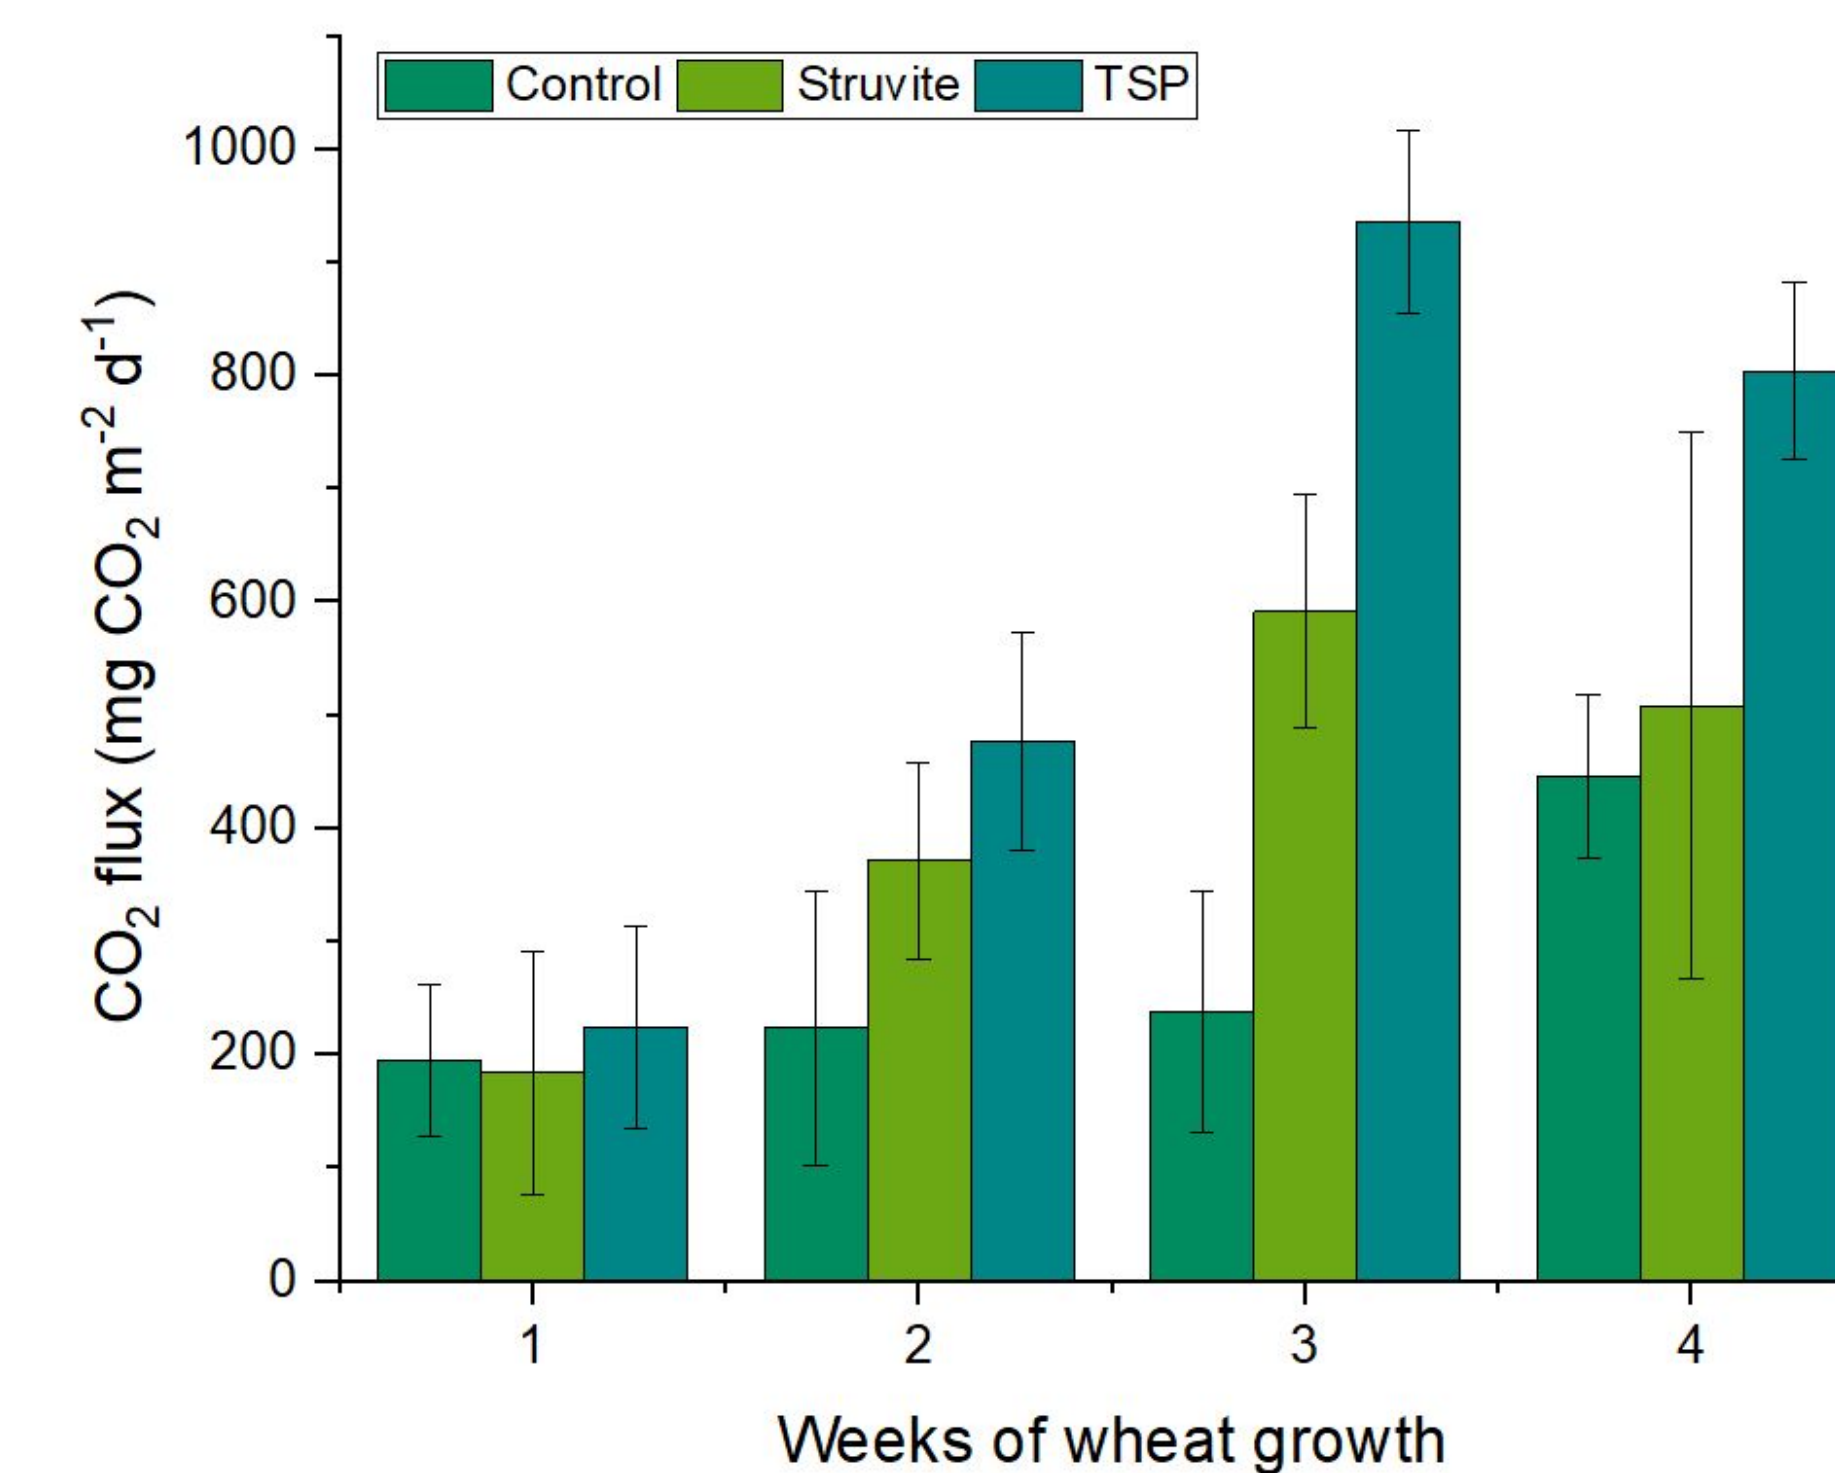 Control Struvite TSP
1000
800
600
400
200
0
CO₂ flux (mg CO₂ m⁻² d⁻¹)
1 2 3 4
Weeks of wheat growth